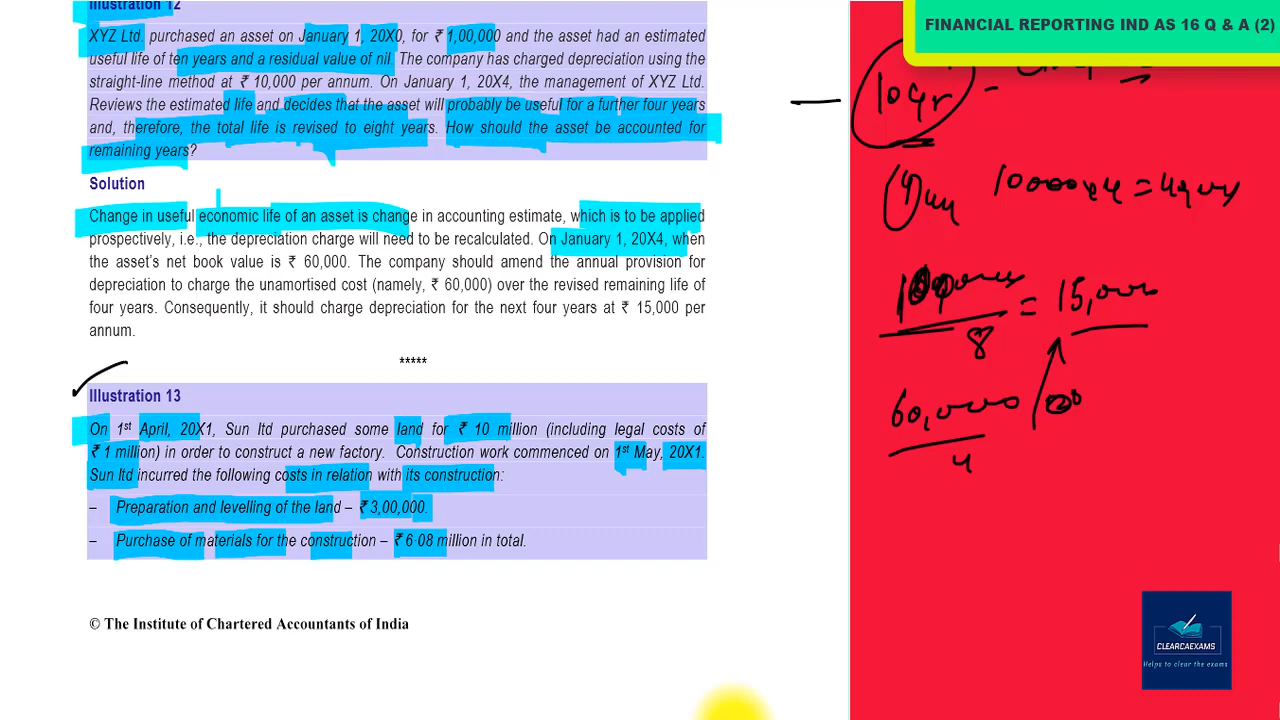 Illustration 12
FINANCIAL REPORTING IND AS 16 Q & A (2)
XYZ Ltd. purchased an asset on January 1, 20X0, for ₹ 1,00,000 and the asset had an estimated
useful life of ten years and a residual value of nil. The company has charged depreciation using the
straight-line method at ₹ 10,000 per annum. On January 1, 20X4, the management of XYZ Ltd.
Reviews the estimated life and decides that the asset will probably be useful for a further four years
and, therefore, the total life is revised to eight years. How should the asset be accounted for
remaining years?
Solution
Change in useful economic life of an asset is change in accounting estimate, which is to be applied
prospectively, i.e., the depreciation charge will need to be recalculated. On January 1, 20X4, when
the asset's net book value is ₹ 60,000. The company should amend the annual provision for
depreciation to charge the unamortised cost (namely, ₹ 60,000) over the revised remaining life of
four years. Consequently, it should charge depreciation for the next four years at ₹ 15,000 per
annum.
*****
Illustration 13
On 1st April, 20X1, Sun ltd purchased some land for ₹ 10 million (including legal costs of
₹ 1 million) in order to construct a new factory. Construction work commenced on 1st May, 20X1.
Sun ltd incurred the following costs in relation with its construction:
– Preparation and levelling of the land – ₹ 3,00,000.
– Purchase of materials for the construction – ₹ 6·08 million in total.
© The Institute of Chartered Accountants of India
10 yr =
= 15,000
8
60,000
4
CLEARCAEXAMS
Helps to clear the exams